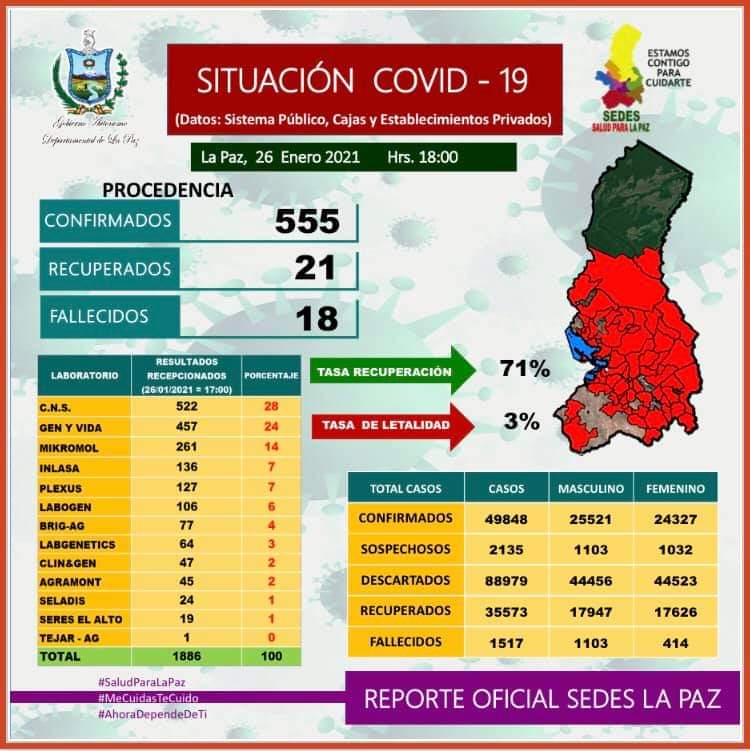 SITUACIÓN COVID - 19
(Datos: Sistema Público, Cajas y Establecimientos Privados)
Gobierno Autónomo
Departamental de La Paz
ESTAMOS
CONTIGO
PARA
CUIDARTE
SEDES
SALUD PARA LA PAZ
La Paz, 26 Enero 2021 Hrs. 18:00
PROCEDENCIA
CONFIRMADOS 555
RECUPERADOS 21
FALLECIDOS 18
TASA RECUPERACIÓN 71%
TASA DE LETALIDAD 3%
LABORATORIO RESULTADOS RECEPCIONADOS (26/01/2021 = 17:00) PORCENTAJE
C.N.S. 522 28
GEN Y VIDA 457 24
MIKROMOL 261 14
INLASA 136 7
PLEXUS 127 7
LABOGEN 106 6
BRIG-AG 77 4
LABGENETICS 64 3
CLIN&GEN 47 2
AGRAMONT 45 2
SELADIS 24 1
SERES EL ALTO 19 1
TEJAR - AG 1 0
TOTAL 1886 100
TOTAL CASOS CASOS MASCULINO FEMENINO
CONFIRMADOS 49848 25521 24327
SOSPECHOSOS 2135 1103 1032
DESCARTADOS 88979 44456 44523
RECUPERADOS 35573 17947 17626
FALLECIDOS 1517 1103 414
#SaludParaLaPaz
#MeCuidasTeCuido
#AhoraDependeDeTi
REPORTE OFICIAL SEDES LA PAZ